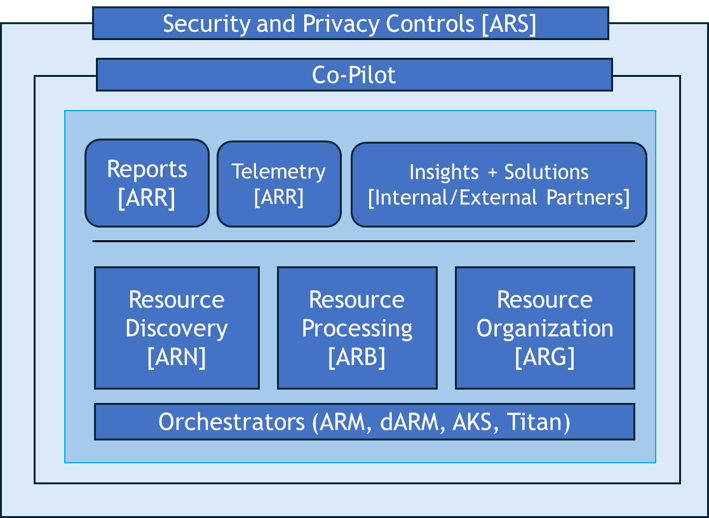 Security and Privacy Controls [ARS]
Co-Pilot
Reports
[ARR]
Telemetry
[ARR]
Insights + Solutions
[Internal/External Partners]
Resource
Discovery
[ARN]
Resource
Processing
[ARB]
Resource
Organization
[ARG]
Orchestrators (ARM, dARM, AKS, Titan)